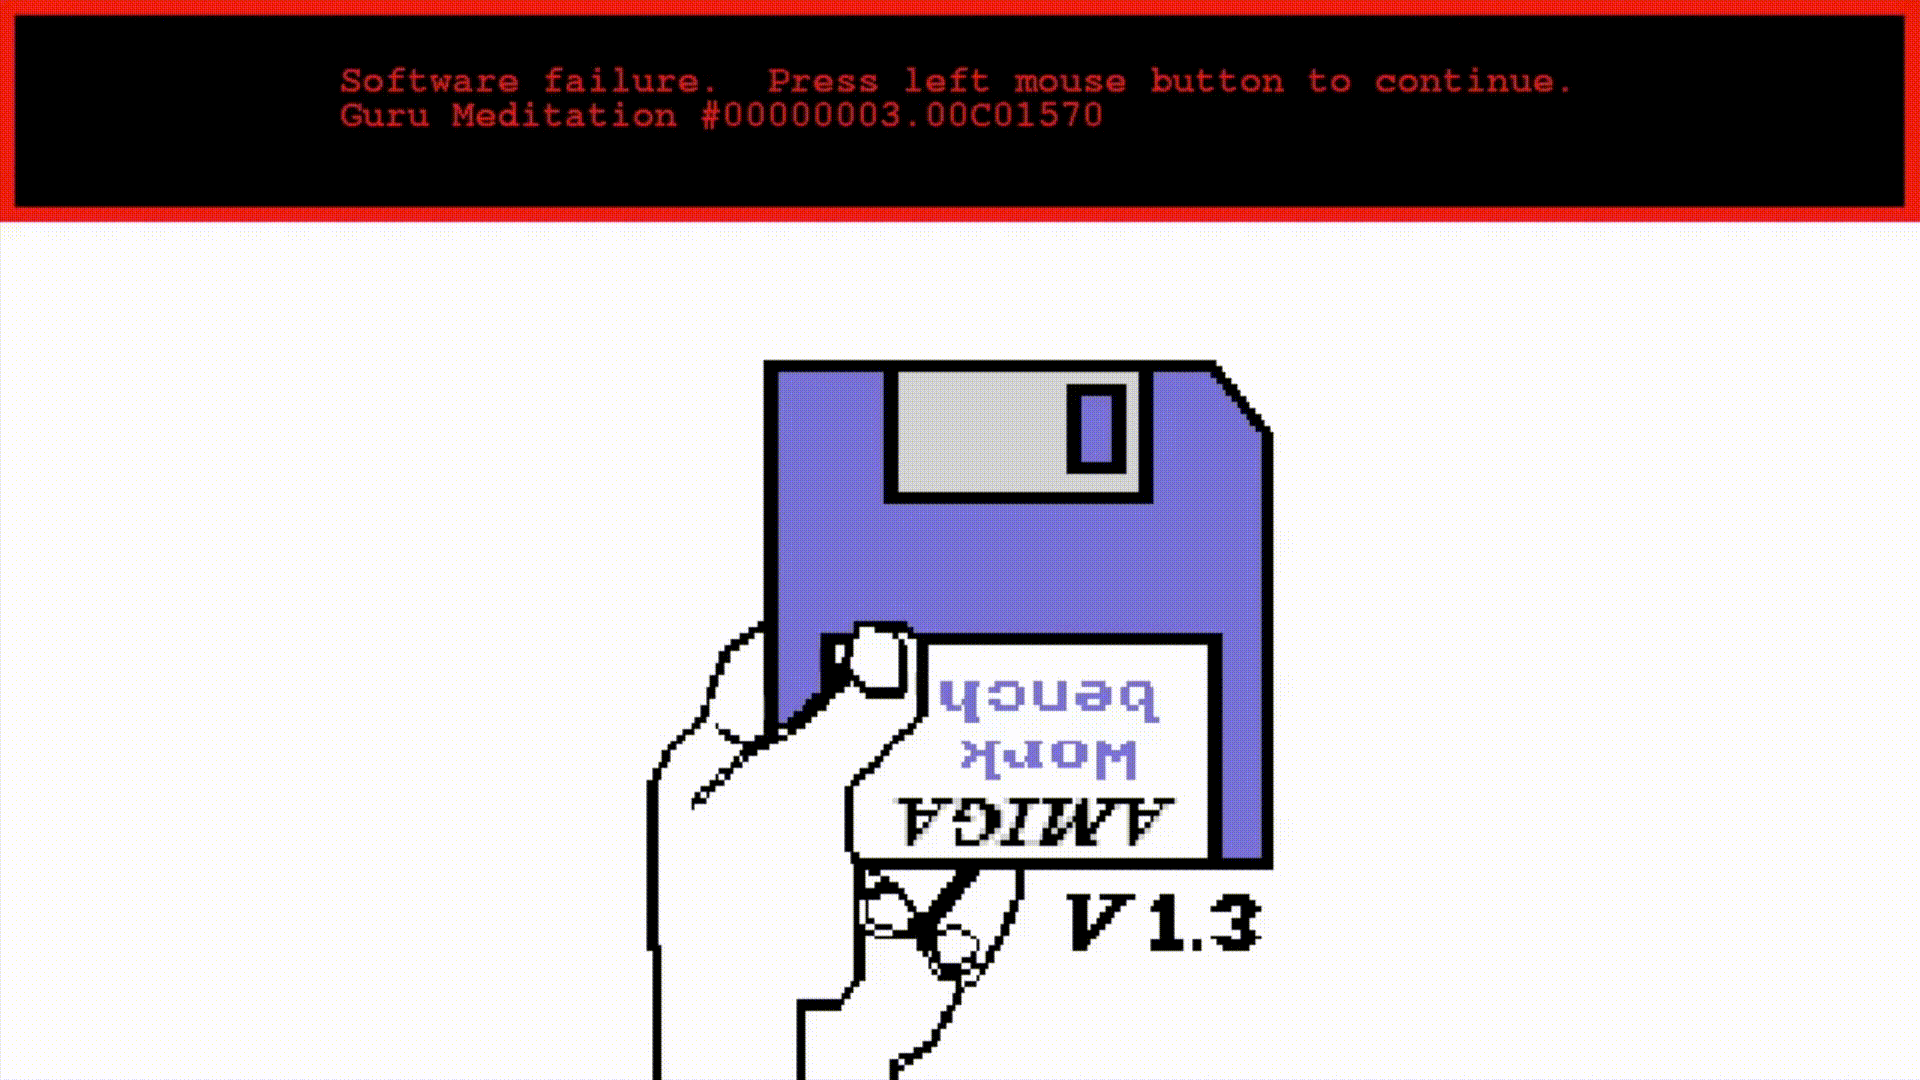 Software failure.  Press left mouse button to continue.
Guru Meditation #00000003.00C01570
bench
Work
AMIGA
V1.3